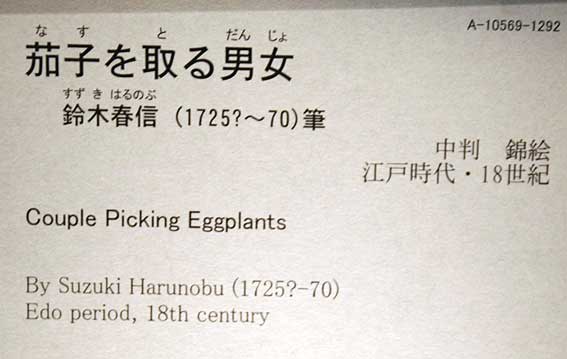 A-10569-1292
なす と だん じょ
茄子を取る男女
すず き はるのぶ
鈴木春信 (1725?～70)筆
中判 錦絵
江戸時代・18世紀
Couple Picking Eggplants
By Suzuki Harunobu (1725?-70)
Edo period, 18th century